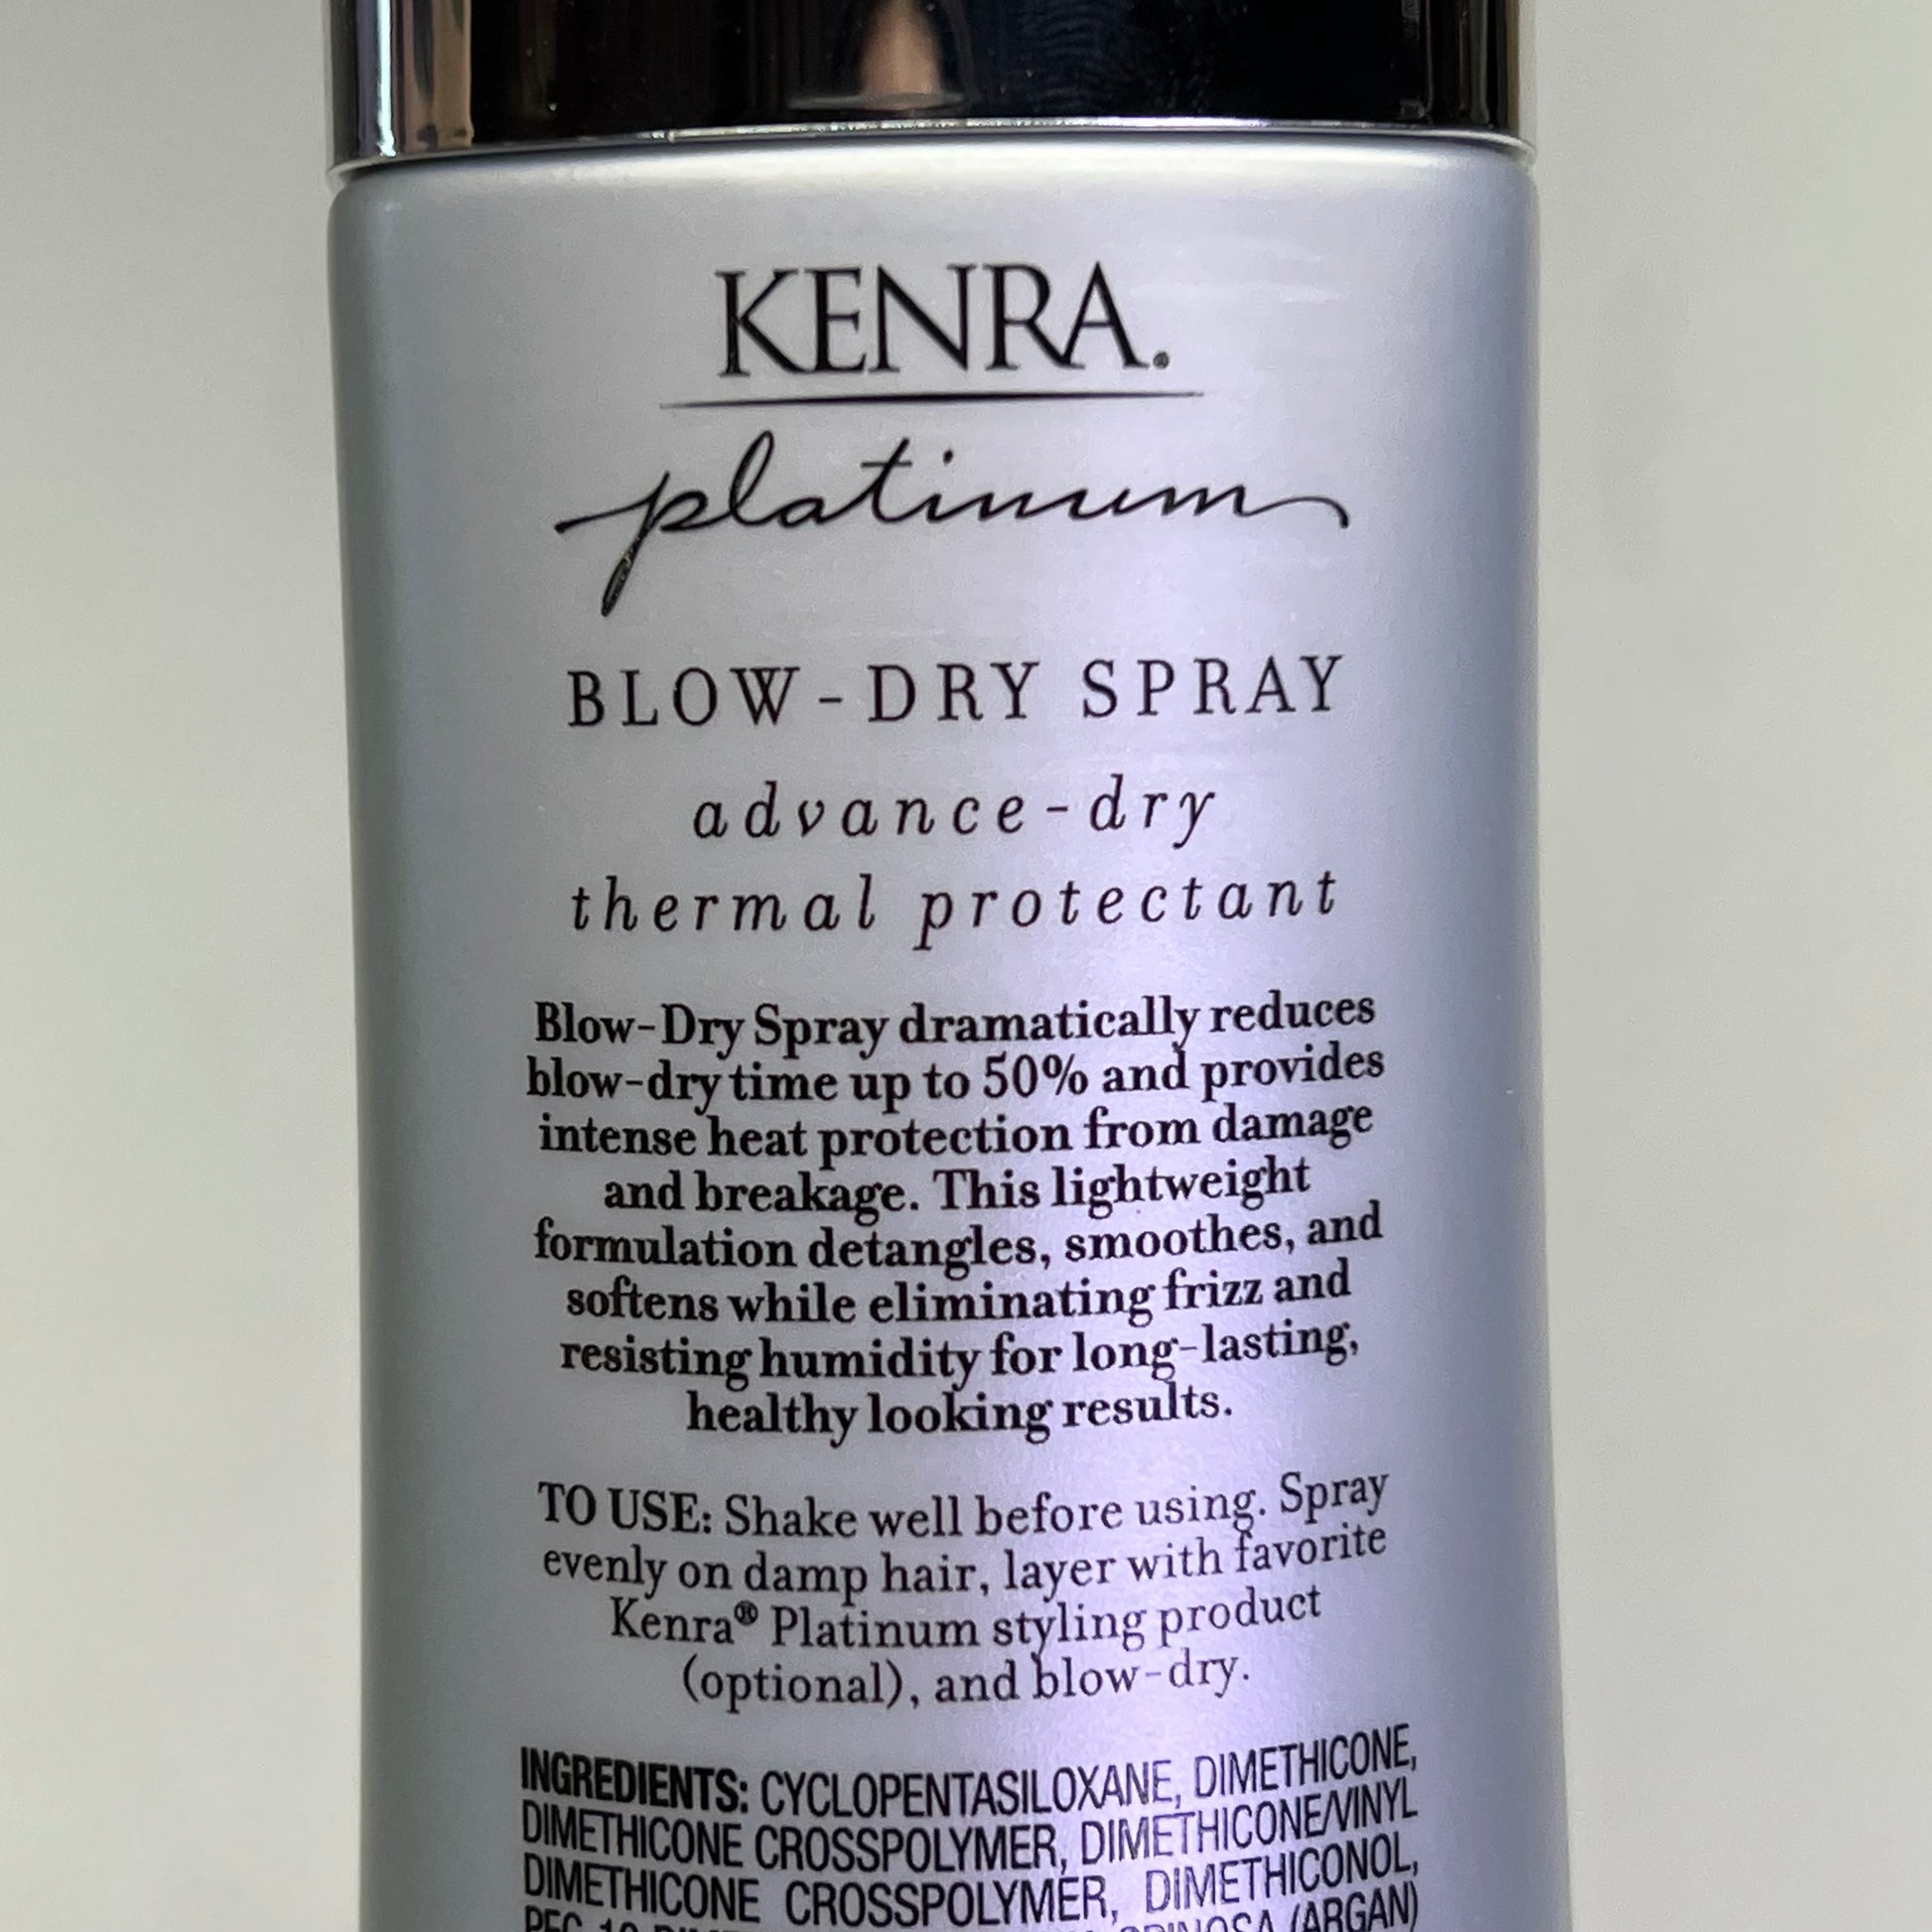 KENRA.
platinum
BLOW-DRY SPRAY
advance-dry
thermal protectant
Blow-Dry Spray dramatically reduces
blow-dry time up to 50% and provides
intense heat protection from damage
and breakage. This lightweight
formulation detangles, smoothes, and
softens while eliminating frizz and
resisting humidity for long-lasting,
healthy looking results.
TO USE: Shake well before using. Spray
evenly on damp hair, layer with favorite
Kenra® Platinum styling product
(optional), and blow-dry.
INGREDIENTS: CYCLOPENTASILOXANE, DIMETHICONE,
DIMETHICONE CROSSPOLYMER, DIMETHICONE/VINYL
DIMETHICONE CROSSPOLYMER, DIMETHICONOL,
(ARGAN)